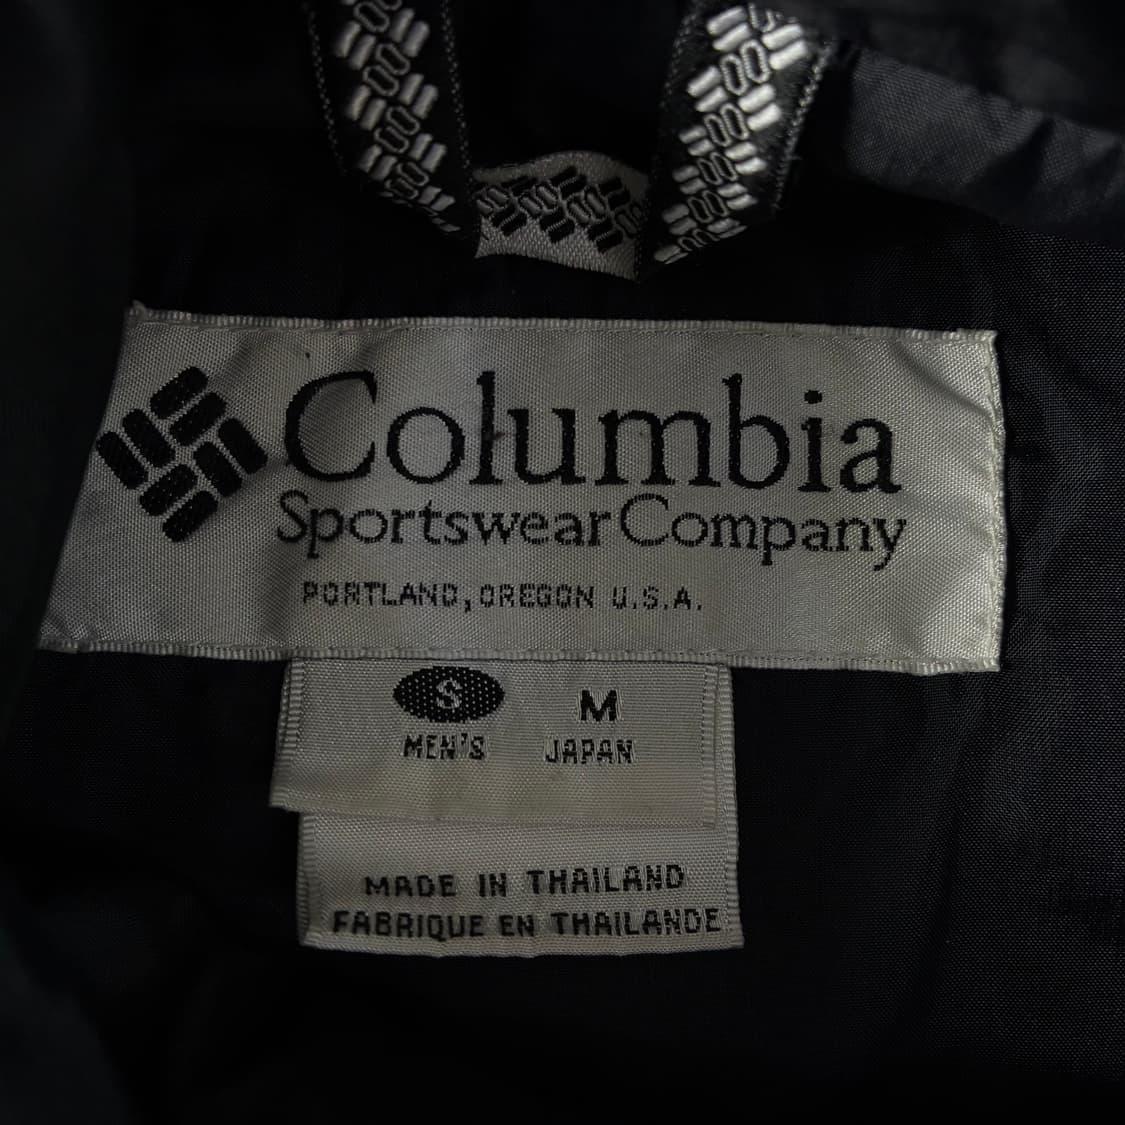 Columbia
Sportswear Company
PORTLAND, OREGON U.S.A.
S M
MEN'S JAPAN
MADE IN THAILAND
FABRIQUE EN THAILANDE